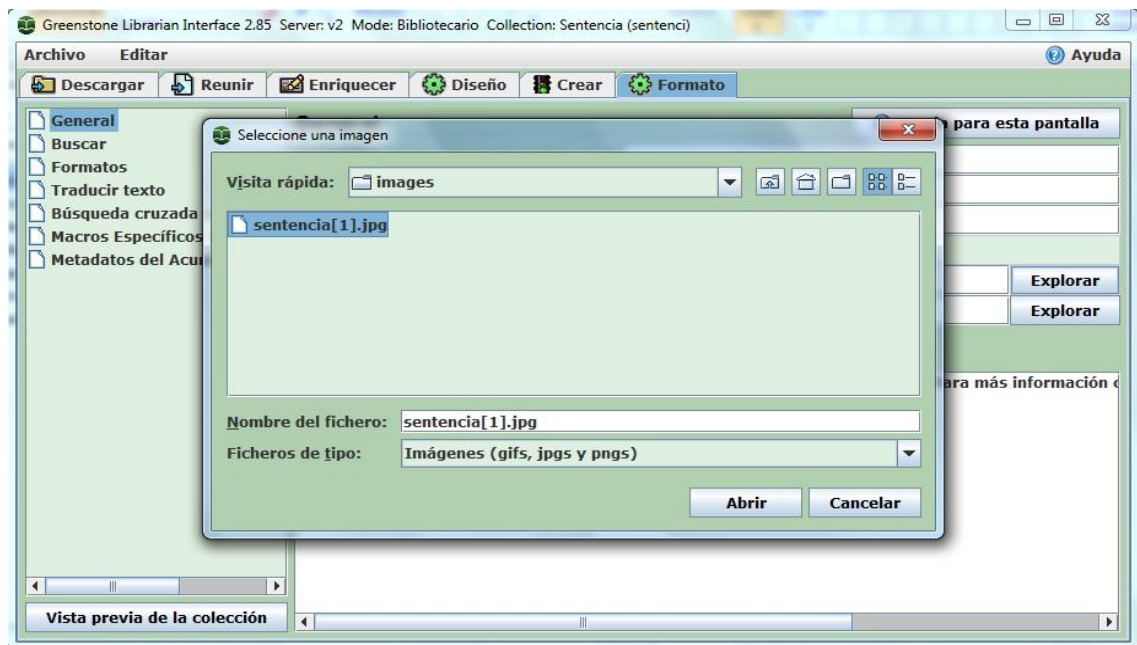 Greenstone Librarian Interface 2.85 Server: v2 Mode: Bibliotecario Collection: Sentencia (sentenci)
Archivo Editar Ayuda
Descargar Reunir Enriquecer Diseño Crear Formato
General
Buscar
Formatos
Traducir texto
Búsqueda cruzada
Macros Específicos
Metadatos del
para esta pantalla
Explorar
Explorar
para más información
Seleccione una imagen
Visita rápida: images
sentencia[1].jpg
Nombre del fichero: sentencia[1].jpg
Ficheros de tipo: Imágenes (gifs, jpgs y pngs)
Abrir Cancelar
Vista previa de la colección